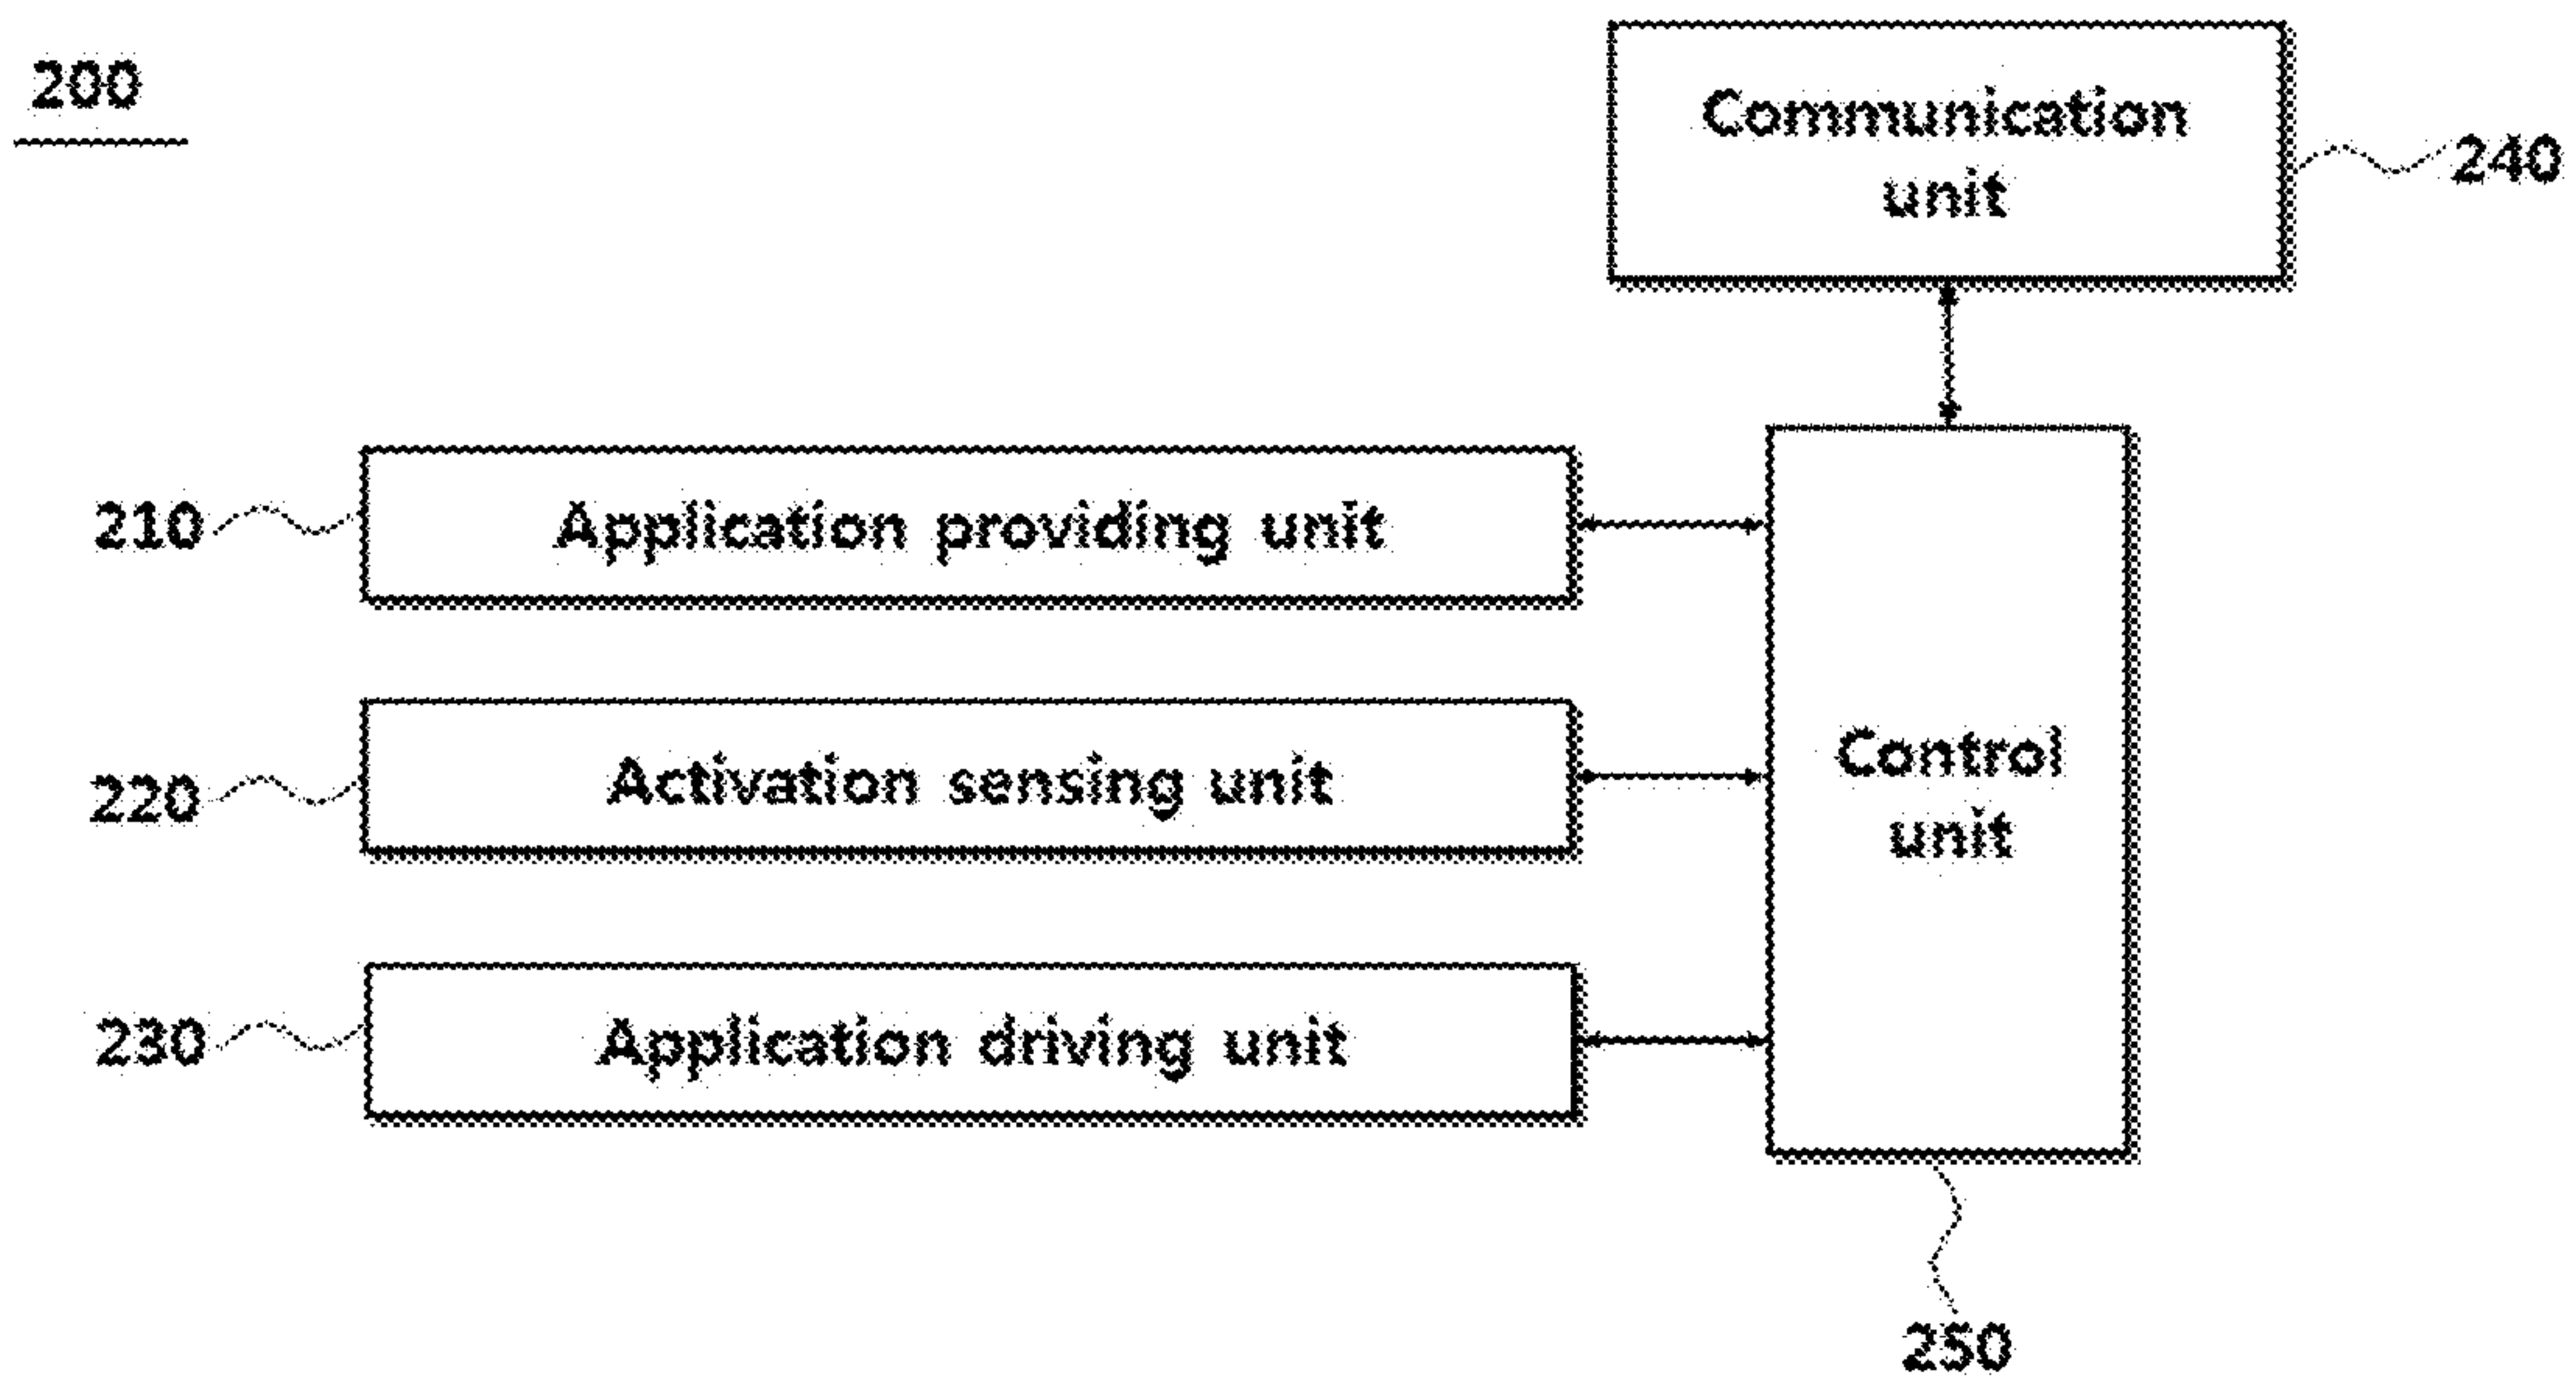 200
Communication
unit
240
210
Application providing unit
220
Activation sensing unit
Control
unit
230
Application driving unit
250